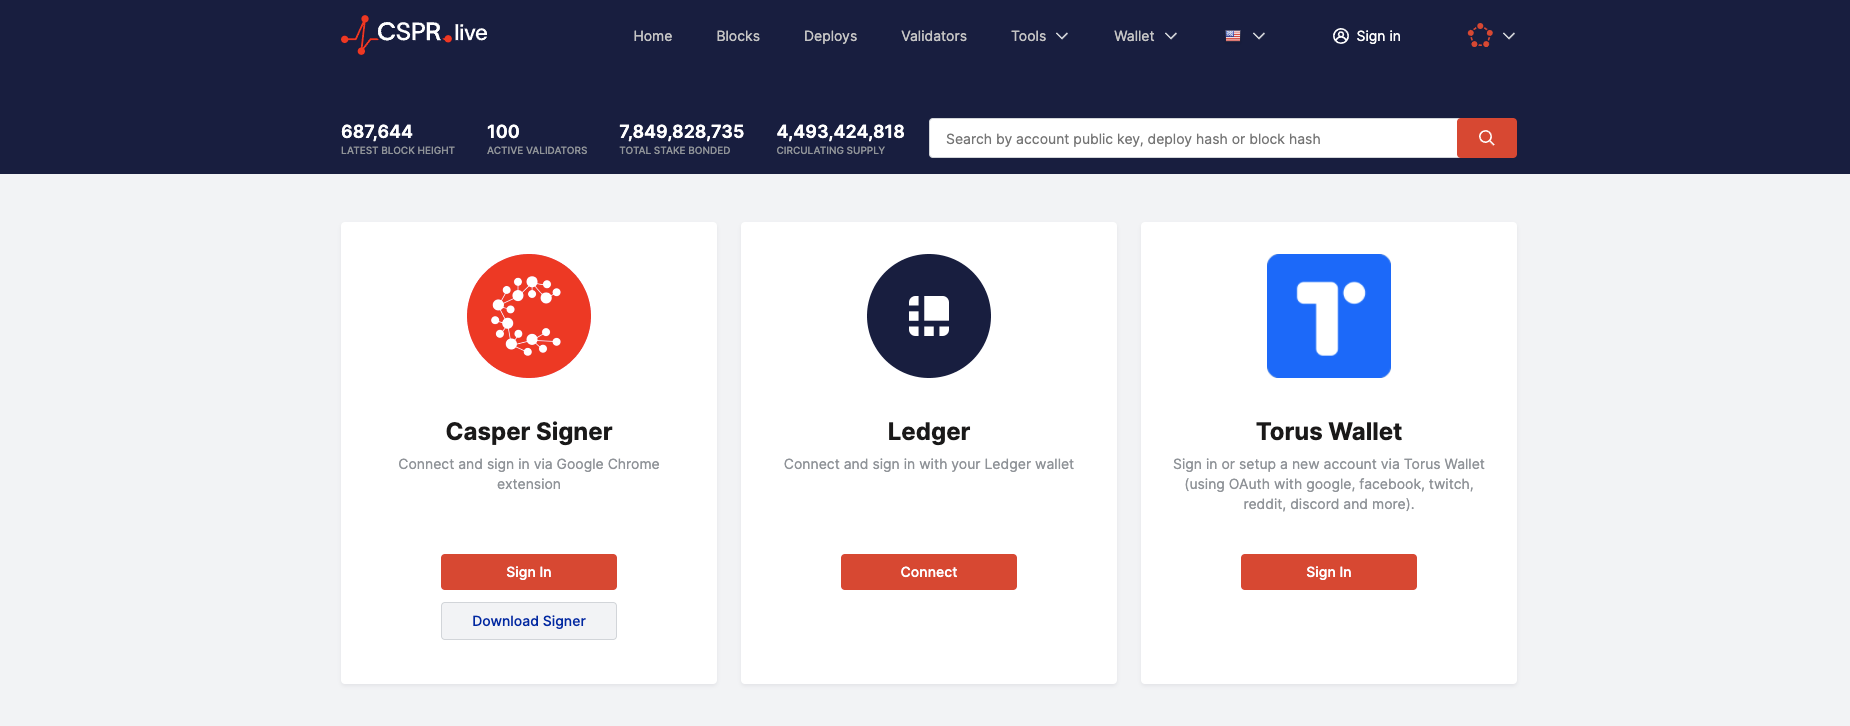 CSPR.live
Home Blocks Deploys Validators Tools Wallet Sign in
687,644 100 7,849,828,735 4,493,424,818
LATEST BLOCK HEIGHT ACTIVE VALIDATORS TOTAL STAKE BONDED CIRCULATING SUPPLY
Search by account public key, deploy hash or block hash
Casper Signer
Connect and sign in via Google Chrome
extension
Sign In
Download Signer
Ledger
Connect and sign in with your Ledger wallet
Connect
Torus Wallet
Sign in or setup a new account via Torus Wallet
(using OAuth with google, facebook, twitch,
reddit, discord and more).
Sign In